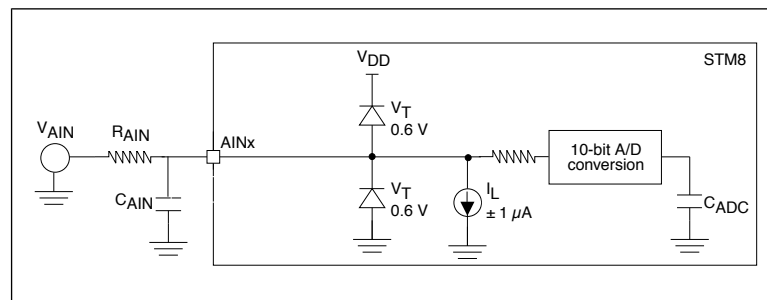 STM8
VDD
VT
0.6 V
VAIN
RAIN
AINx
10-bit A/D
conversion
CAIN
VT
0.6 V
IL
± 1 µA
CADC